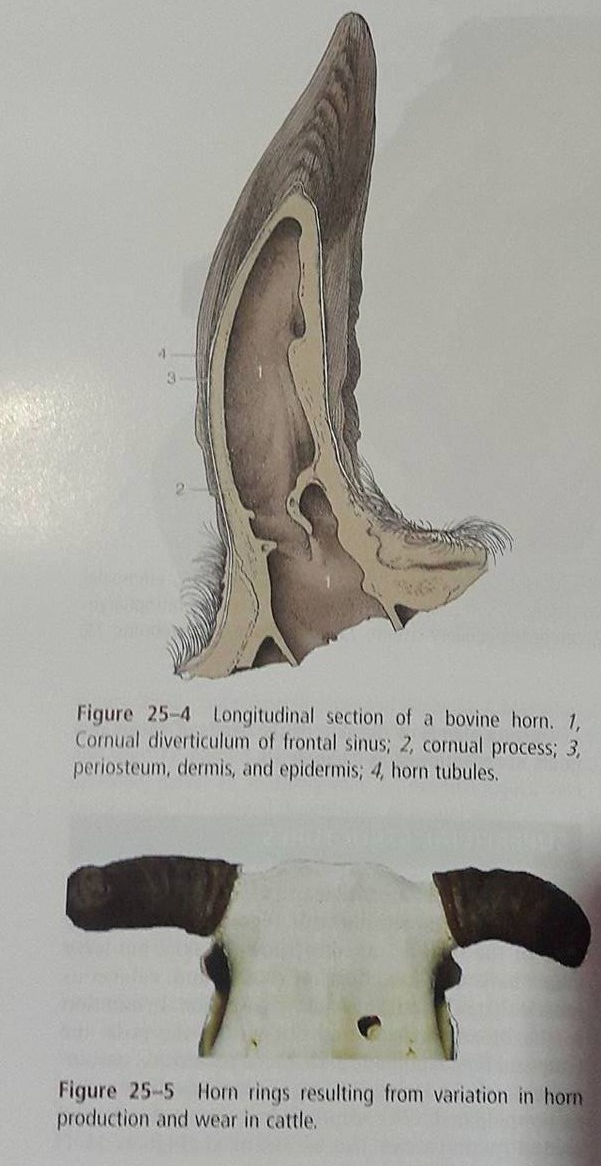 1
4
3
2
1
Figure 25–4 Longitudinal section of a bovine horn. 1,
Cornual diverticulum of frontal sinus; 2, cornual process; 3,
periosteum, dermis, and epidermis; 4, horn tubules.
Figure 25–5 Horn rings resulting from variation in horn
production and wear in cattle.